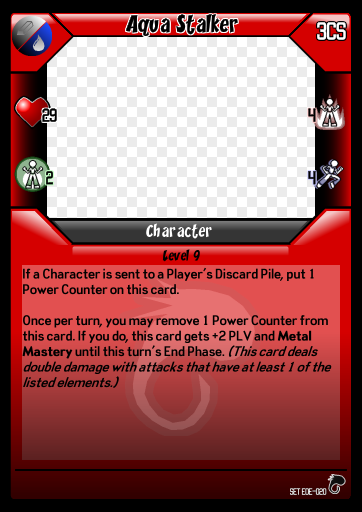 Aqua Stalker
3CS
29
4
2
4
Character
Level 9
If a Character is sent to a Player's Discard Pile, put 1
Power Counter on this card.
Once per turn, you may remove 1 Power Counter from
this card. If you do, this card gets +2 PLV and Metal
Mastery until this turn's End Phase. (This card deals
double damage with attacks that have at least 1 of the
listed elements.)
SET EOE-020